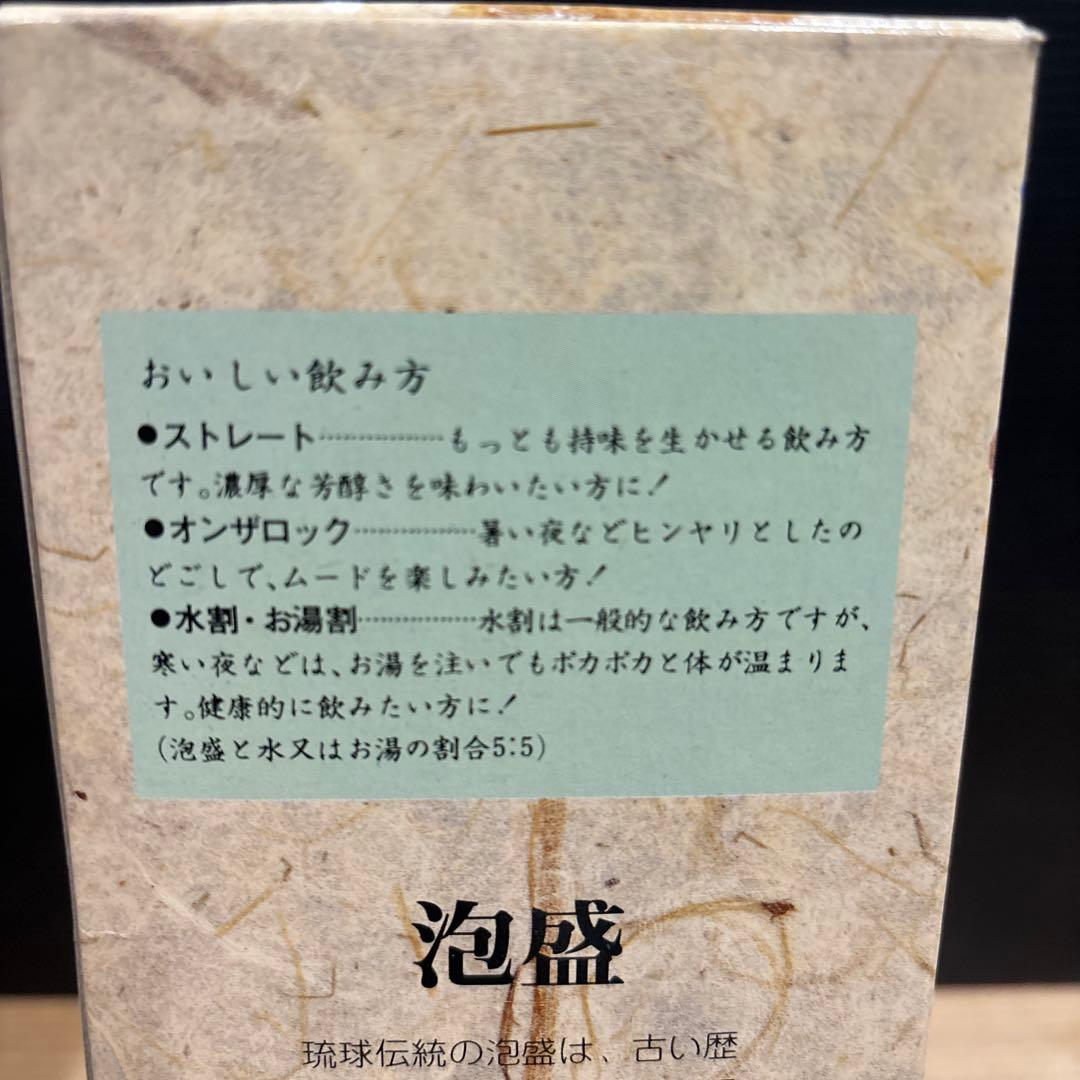 おいしい飲み方
●ストレート………………もっとも持味を生かせる飲み方
です。濃厚な芳醇さを味わいたい方に！
●オンザロック………………暑い夜などヒンヤリとしたの
どごしで、ムードを楽しみたい方！
●水割・お湯割………………水割は一般的な飲み方ですが、
寒い夜などは、お湯を注いでもポカポカと体が温まりま
す。健康的に飲みたい方に！
（泡盛と水又はお湯の割合5:5）
泡盛
琉球伝統の泡盛は、古い歴